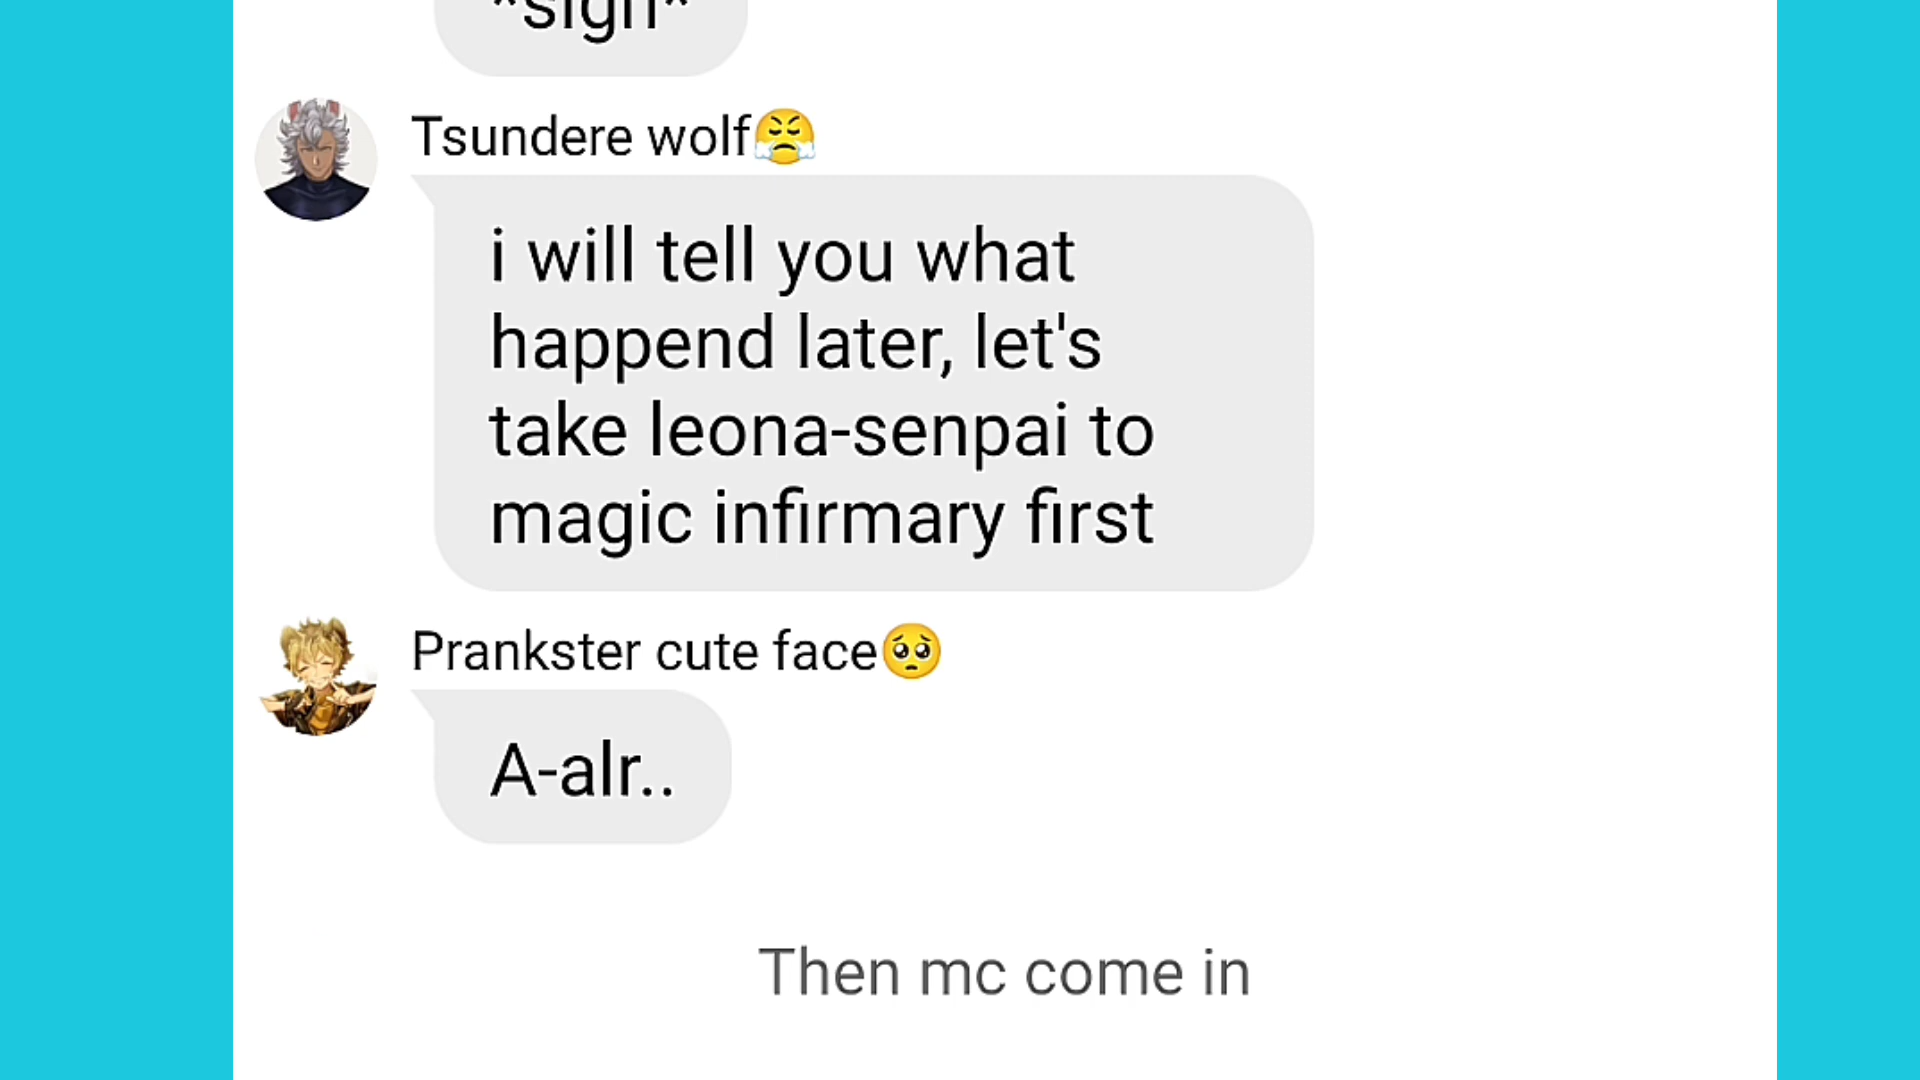 *sigh*
Tsundere wolf😤
i will tell you what
happend later, let's
take leona-senpai to
magic infirmary first
Prankster cute face🥺
A-alr..
Then mc come in